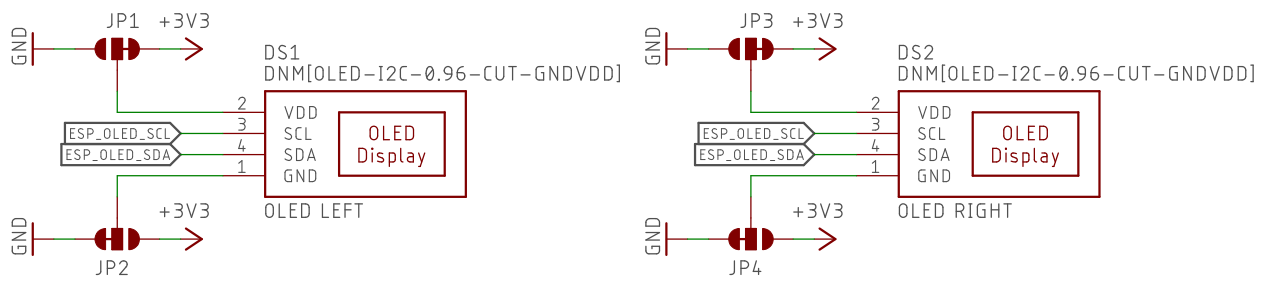 JP1 +3V3
GND
DS1
DNM[OLED-I2C-0.96-CUT-GNDVDD]
2 VDD
ESP_OLED_SCL 3 SCL
ESP_OLED_SDA 4 SDA
1 GND
OLED
Display
OLED LEFT
+3V3
GND
JP2
JP3 +3V3
GND
DS2
DNM[OLED-I2C-0.96-CUT-GNDVDD]
2 VDD
ESP_OLED_SCL 3 SCL
ESP_OLED_SDA 4 SDA
1 GND
OLED
Display
OLED RIGHT
+3V3
GND
JP4